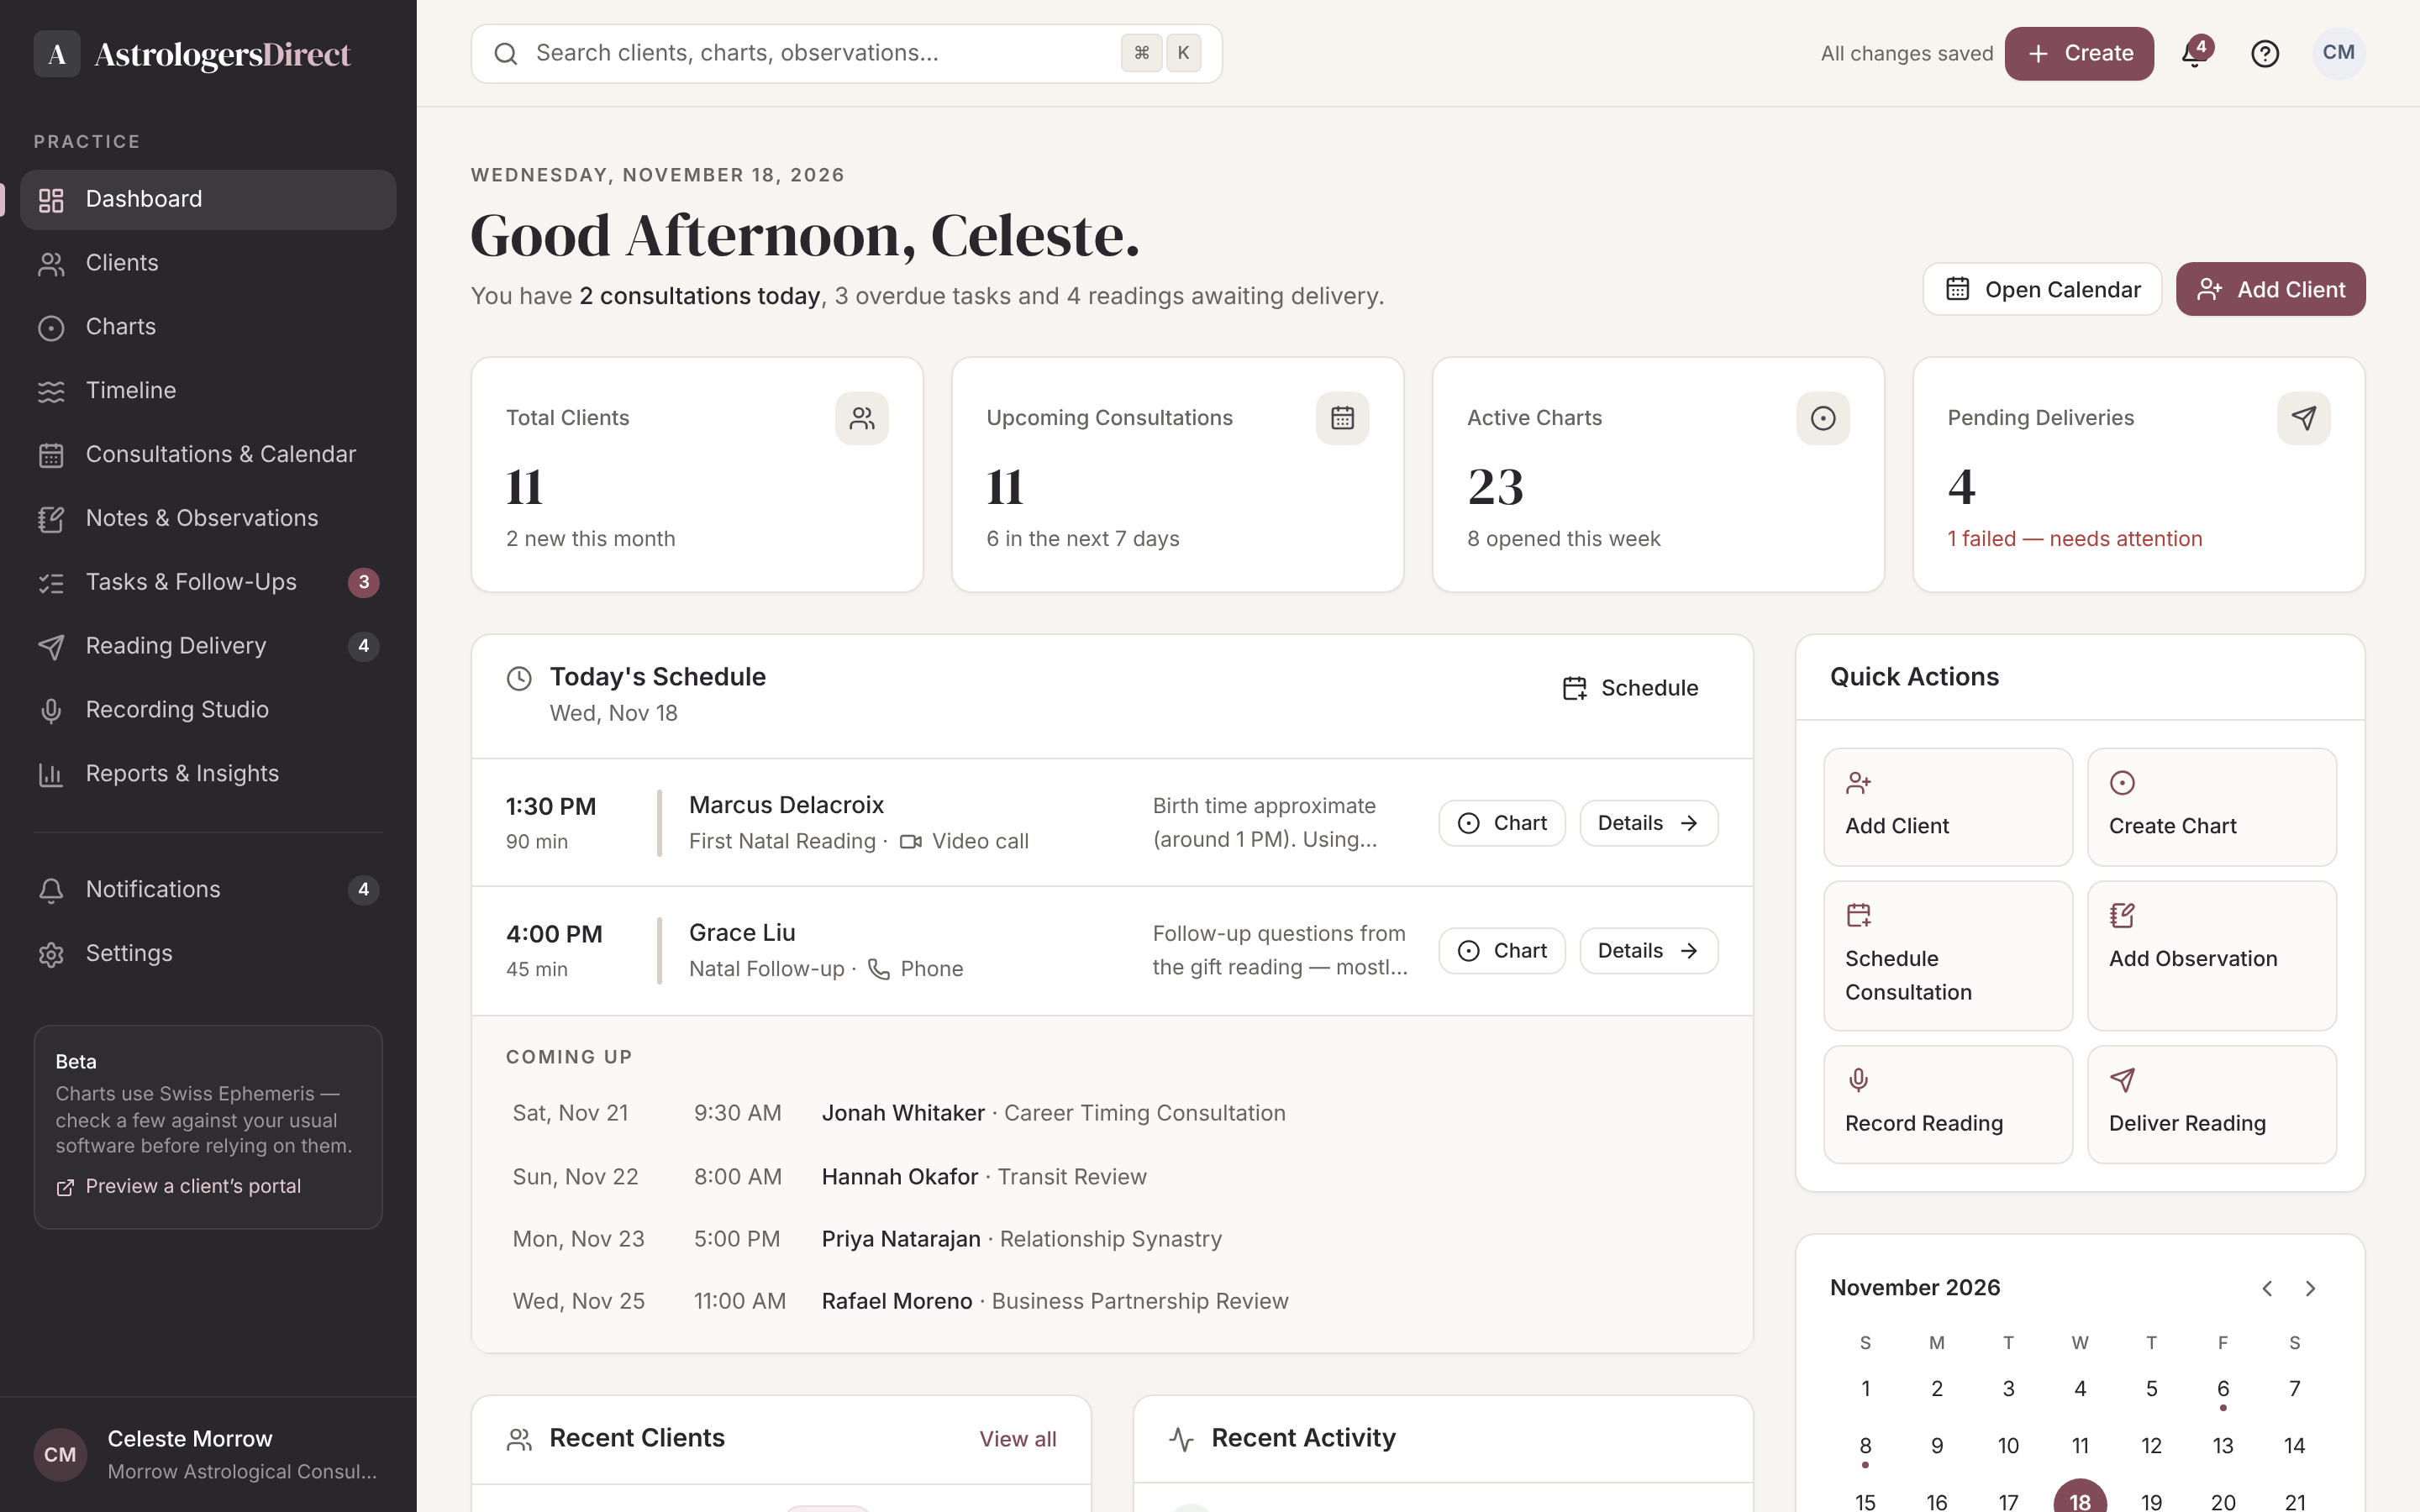 A AstrologersDirect
PRACTICE
Dashboard
Clients
Charts
Timeline
Consultations & Calendar
Notes & Observations
Tasks & Follow-Ups 3
Reading Delivery 4
Recording Studio
Reports & Insights
Notifications 4
Settings
Beta
Charts use Swiss Ephemeris —
check a few against your usual
software before relying on them.
Preview a client’s portal
CM Celeste Morrow
Morrow Astrological Consul...
Search clients, charts, observations... ⌘ K
All changes saved
Create
4
CM
WEDNESDAY, NOVEMBER 18, 2026
Good Afternoon, Celeste.
You have 2 consultations today, 3 overdue tasks and 4 readings awaiting delivery.
Open Calendar
Add Client
Total Clients
11
2 new this month
Upcoming Consultations
11
6 in the next 7 days
Active Charts
23
8 opened this week
Pending Deliveries
4
1 failed — needs attention
Today's Schedule
Wed, Nov 18
Schedule
1:30 PM
90 min
Marcus Delacroix
First Natal Reading · Video call
Birth time approximate
(around 1 PM). Using...
Chart
Details
4:00 PM
45 min
Grace Liu
Natal Follow-up · Phone
Follow-up questions from
the gift reading — mostl...
Chart
Details
COMING UP
Sat, Nov 21 9:30 AM Jonah Whitaker · Career Timing Consultation
Sun, Nov 22 8:00 AM Hannah Okafor · Transit Review
Mon, Nov 23 5:00 PM Priya Natarajan · Relationship Synastry
Wed, Nov 25 11:00 AM Rafael Moreno · Business Partnership Review
Recent Clients
View all
Recent Activity
Quick Actions
Add Client
Create Chart
Schedule
Consultation
Add Observation
Record Reading
Deliver Reading
November 2026
S M T W T F S
1 2 3 4 5 6 7
8 9 10 11 12 13 14
15 16 17 18 19 20 21